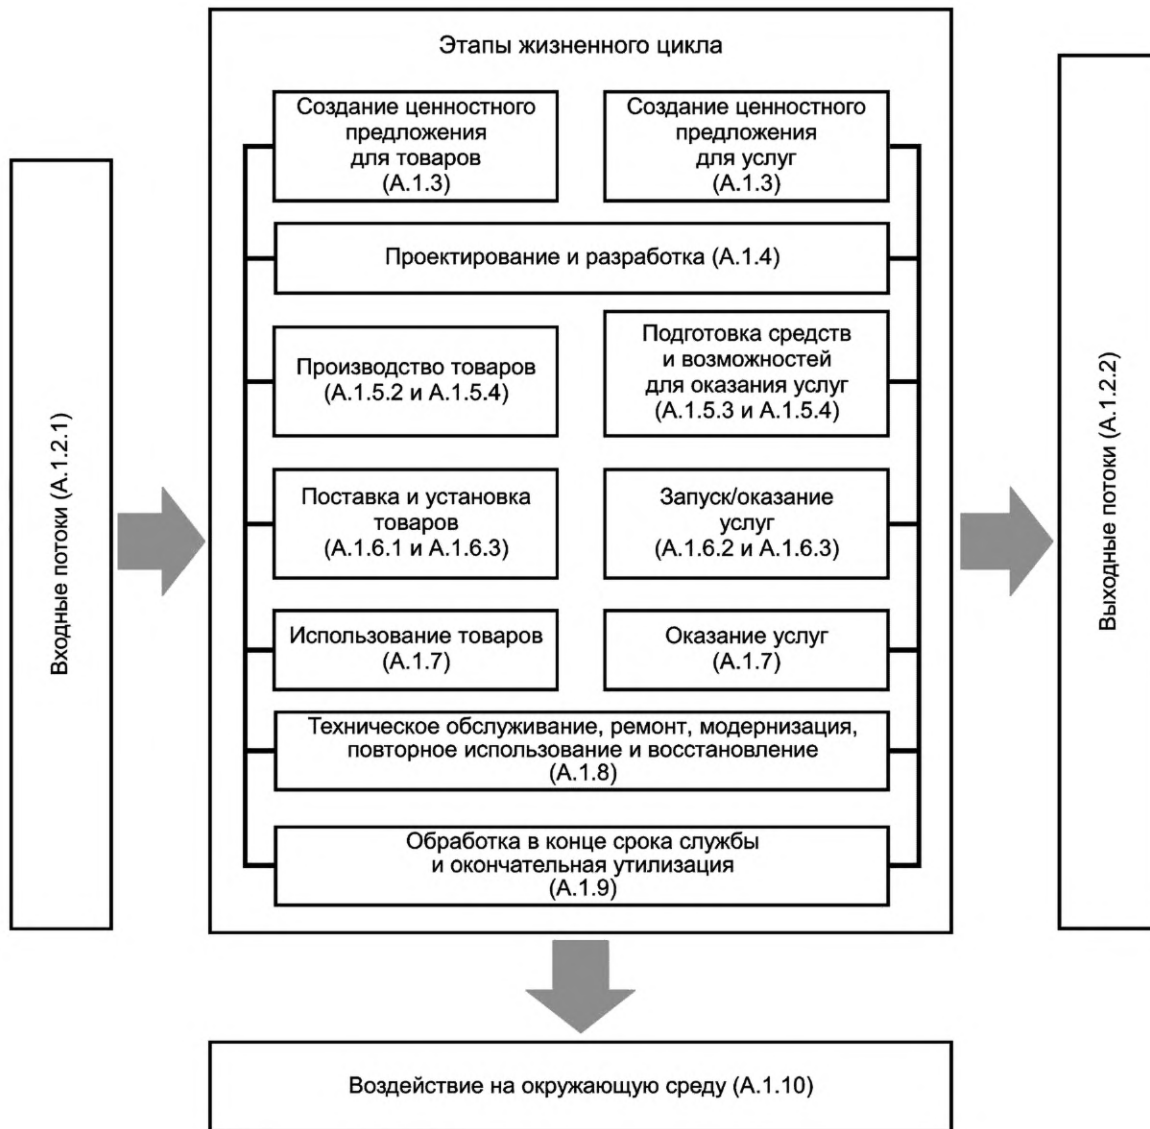 Этапы жизненного цикла
Создание ценностного
предложения
для товаров
(А.1.3)
Создание ценностного
предложения
для услуг
(А.1.3)
Проектирование и разработка (А.1.4)
Производство товаров
(А.1.5.2 и А.1.5.4)
Подготовка средств
и возможностей
для оказания услуг
(А.1.5.3 и А.1.5.4)
Поставка и установка
товаров
(А.1.6.1 и А.1.6.3)
Запуск/оказание
услуг
(А.1.6.2 и А.1.6.3)
Использование товаров
(А.1.7)
Оказание услуг
(А.1.7)
Техническое обслуживание, ремонт, модернизация,
повторное использование и восстановление
(А.1.8)
Обработка в конце срока службы
и окончательная утилизация
(А.1.9)
Входные потоки (А.1.2.1)
Выходные потоки (А.1.2.2)
Воздействие на окружающую среду (А.1.10)